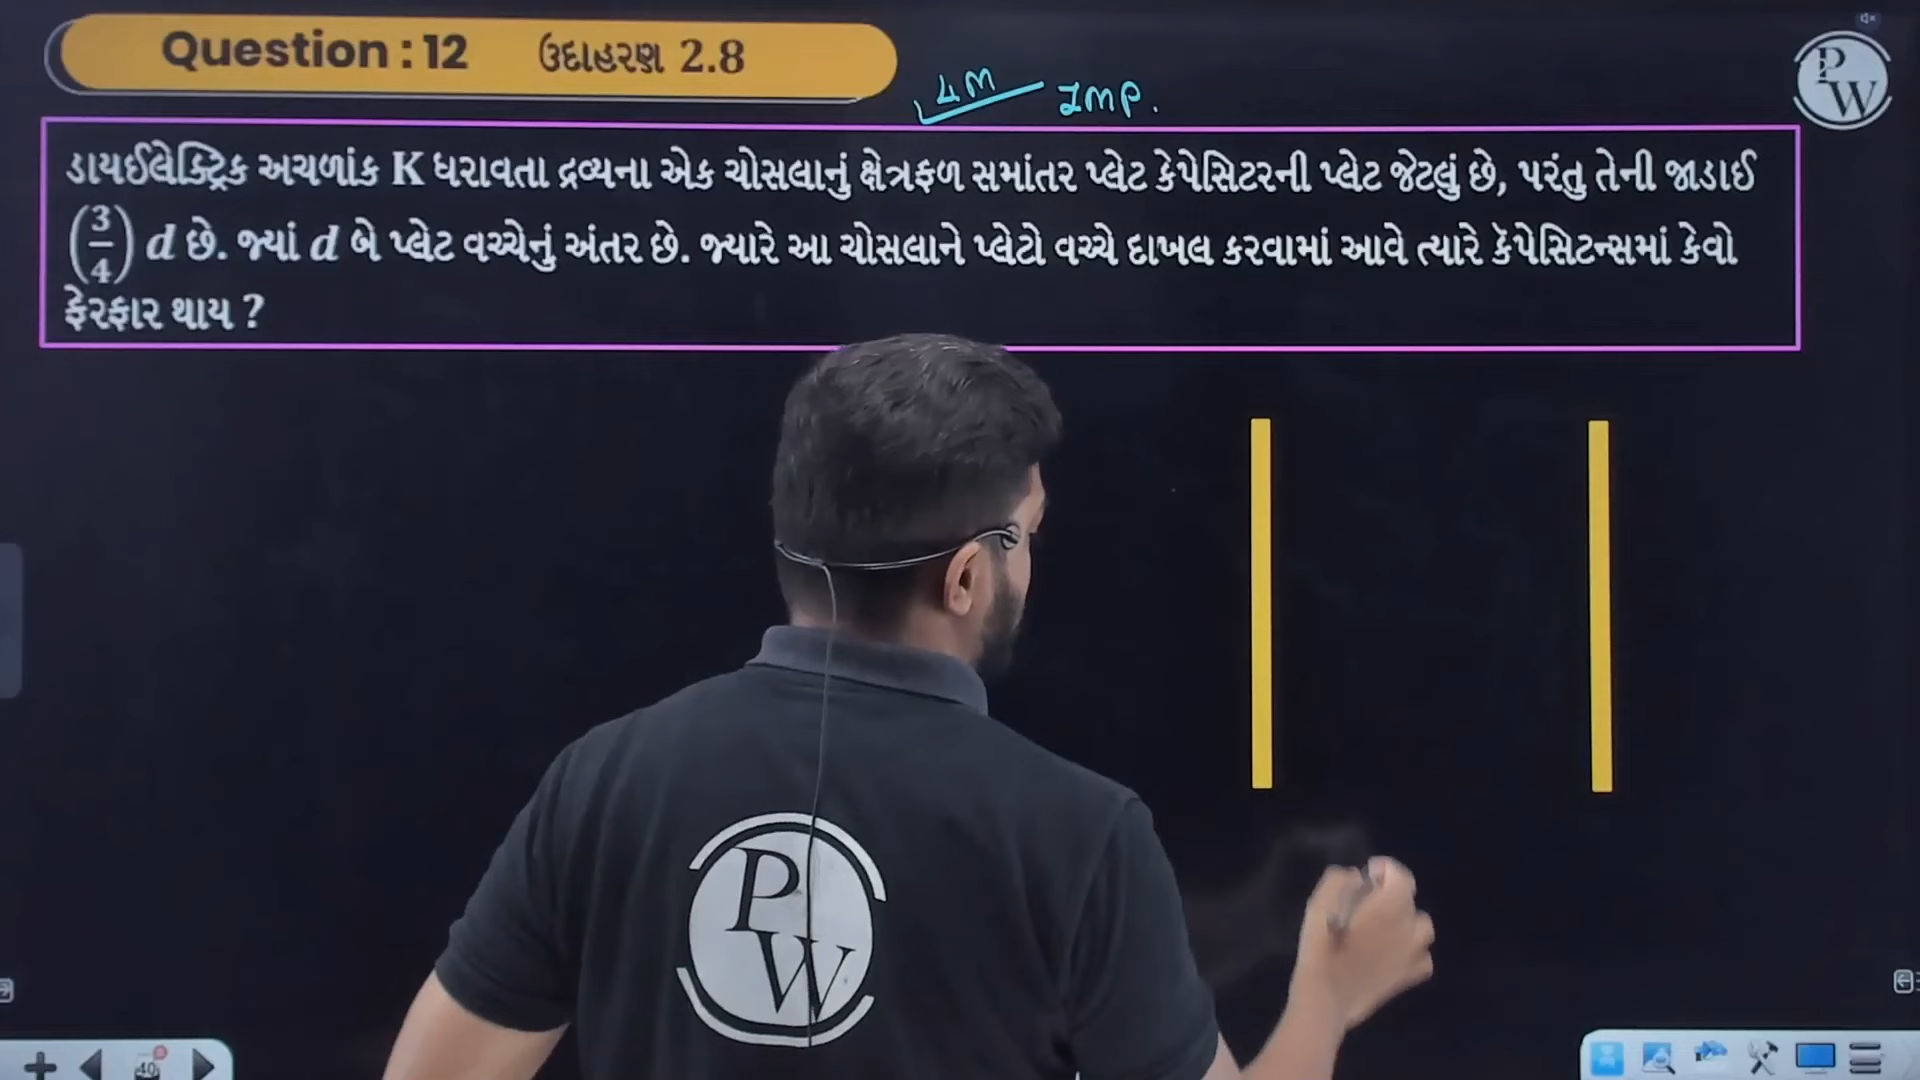 Question : 12 ઉદાહરણ 2.8
4m Imp.
PW
ડાયઈલેક્ટ્રિક અચળાંક K ધરાવતા દ્રવ્યના એક ચોસલાનું ક્ષેત્રફળ સમાંતર પ્લેટ કેપેસિટરની પ્લેટ જેટલું છે, પરંતુ તેની જાડાઈ
(3/4) d છે. જ્યાં d બે પ્લેટ વચ્ચેનું અંતર છે. જ્યારે આ ચોસલાને પ્લેટો વચ્ચે દાખલ કરવામાં આવે ત્યારે કૅપેસિટન્સમાં કેવો
ફેરફાર થાય ?
PW
40